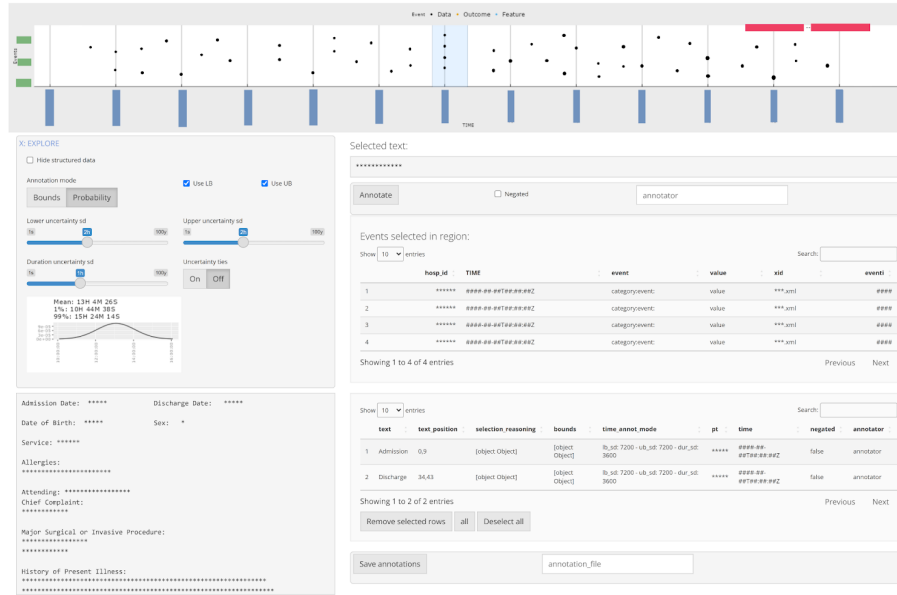 Event • Data • Outcome • Feature
Events
TIME
X: EXPLORE
Hide structured data
Annotation mode
Bounds Probability
Use LB Use UB
Lower uncertainty sd
1s 2h 100y
Upper uncertainty sd
1s 2h 100y
Duration uncertainty sd
1s 1h 100y
Uncertainty ties
On Off
Mean: 13H 4M 26S
1%: 10H 44M 38S
99%: 15H 24M 14S
Admission Date: ***** Discharge Date: *****
Date of Birth: ***** Sex: *
Service: ******
Allergies:
***********************
Attending: *****************
Chief Complaint:
************
Major Surgical or Invasive Procedure:
*****************
************
History of Present Illness:
Selected text:
************
Annotate Negated annotator
Events selected in region:
Show 10 entries Search:
hosp_id TIME event value xid eventi
1 ****** ####-##-##T##:##:##Z category:event: value ***.xml ####
2 ****** ####-##-##T##:##:##Z category:event: value ***.xml ####
3 ****** ####-##-##T##:##:##Z category:event: value ***.xml ####
4 ****** ####-##-##T##:##:##Z category:event: value ***.xml ####
Showing 1 to 4 of 4 entries Previous Next
Show 10 entries Search:
text text_position selection_reasoning bounds time_annot_mode pt time negated annotator
1 Admission 0,9 [object Object] [object Object] lb_sd: 7200 - ub_sd: 7200 - dur_sd: 3600 ***** ####-##-##T##:##:##Z false annotator
2 Discharge 34,43 [object Object] [object Object] lb_sd: 7200 - ub_sd: 7200 - dur_sd: 3600 ***** ####-##-##T##:##:##Z false annotator
Showing 1 to 2 of 2 entries Previous Next
Remove selected rows all Deselect all
Save annotations annotation_file